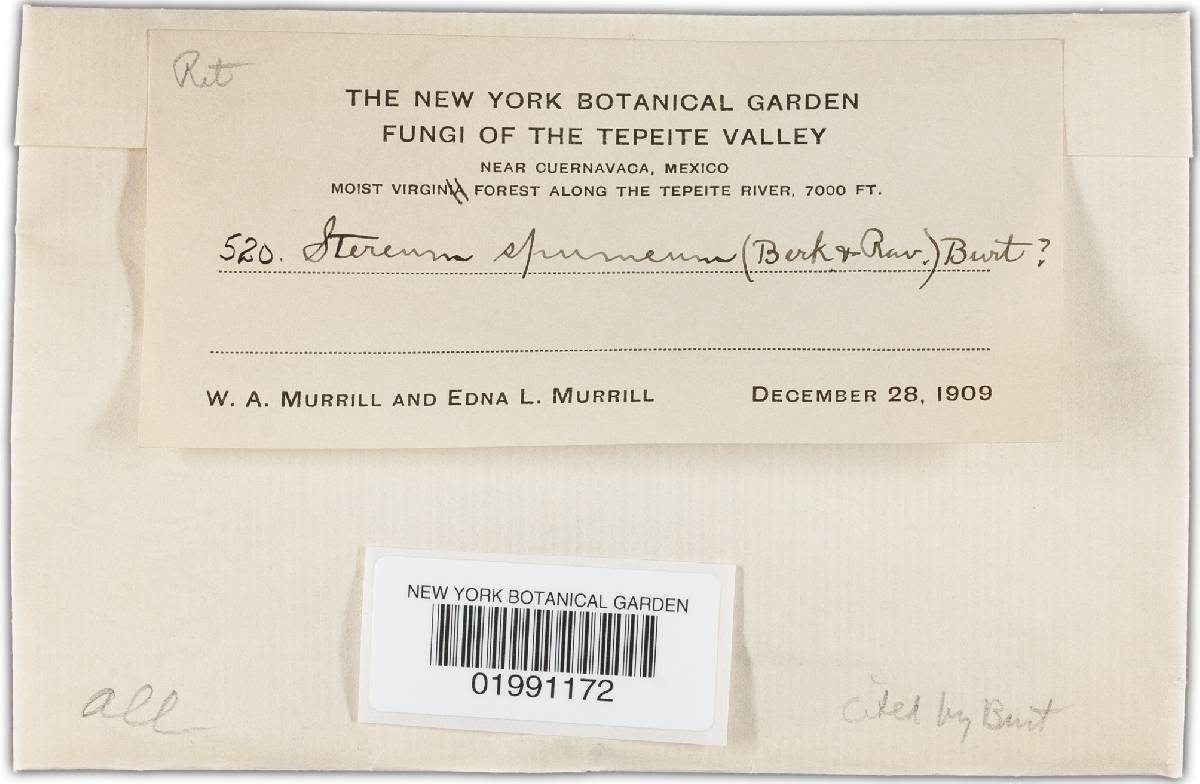 Ret
THE NEW YORK BOTANICAL GARDEN
FUNGI OF THE TEPEITE VALLEY
NEAR CUERNAVACA, MEXICO
MOIST VIRGINIA FOREST ALONG THE TEPEITE RIVER, 7000 FT.
520. Stereum spumeum (Berk & Rav.) Burt ?
W. A. MURRILL AND EDNA L. MURRILL DECEMBER 28, 1909
NEW YORK BOTANICAL GARDEN
01991172
all
cited by Burt